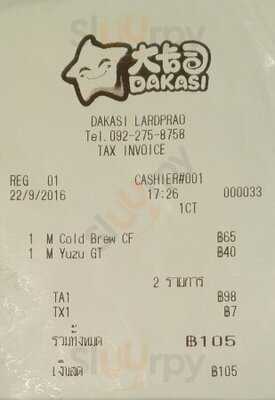 大卡司
DAKASI
DAKASI LARDPRAO
Tel.092-275-8758
TAX INVOICE
REG 01 CASHIER#001
22/9/2016 17:26 000033
1CT
1 M Cold Brew CF ฿65
1 M Yuzu GT ฿40
2 รายการ
TA1 ฿98
TX1 ฿7
รวมทั้งหมด ฿105
เงินสด ฿105
sluurpy